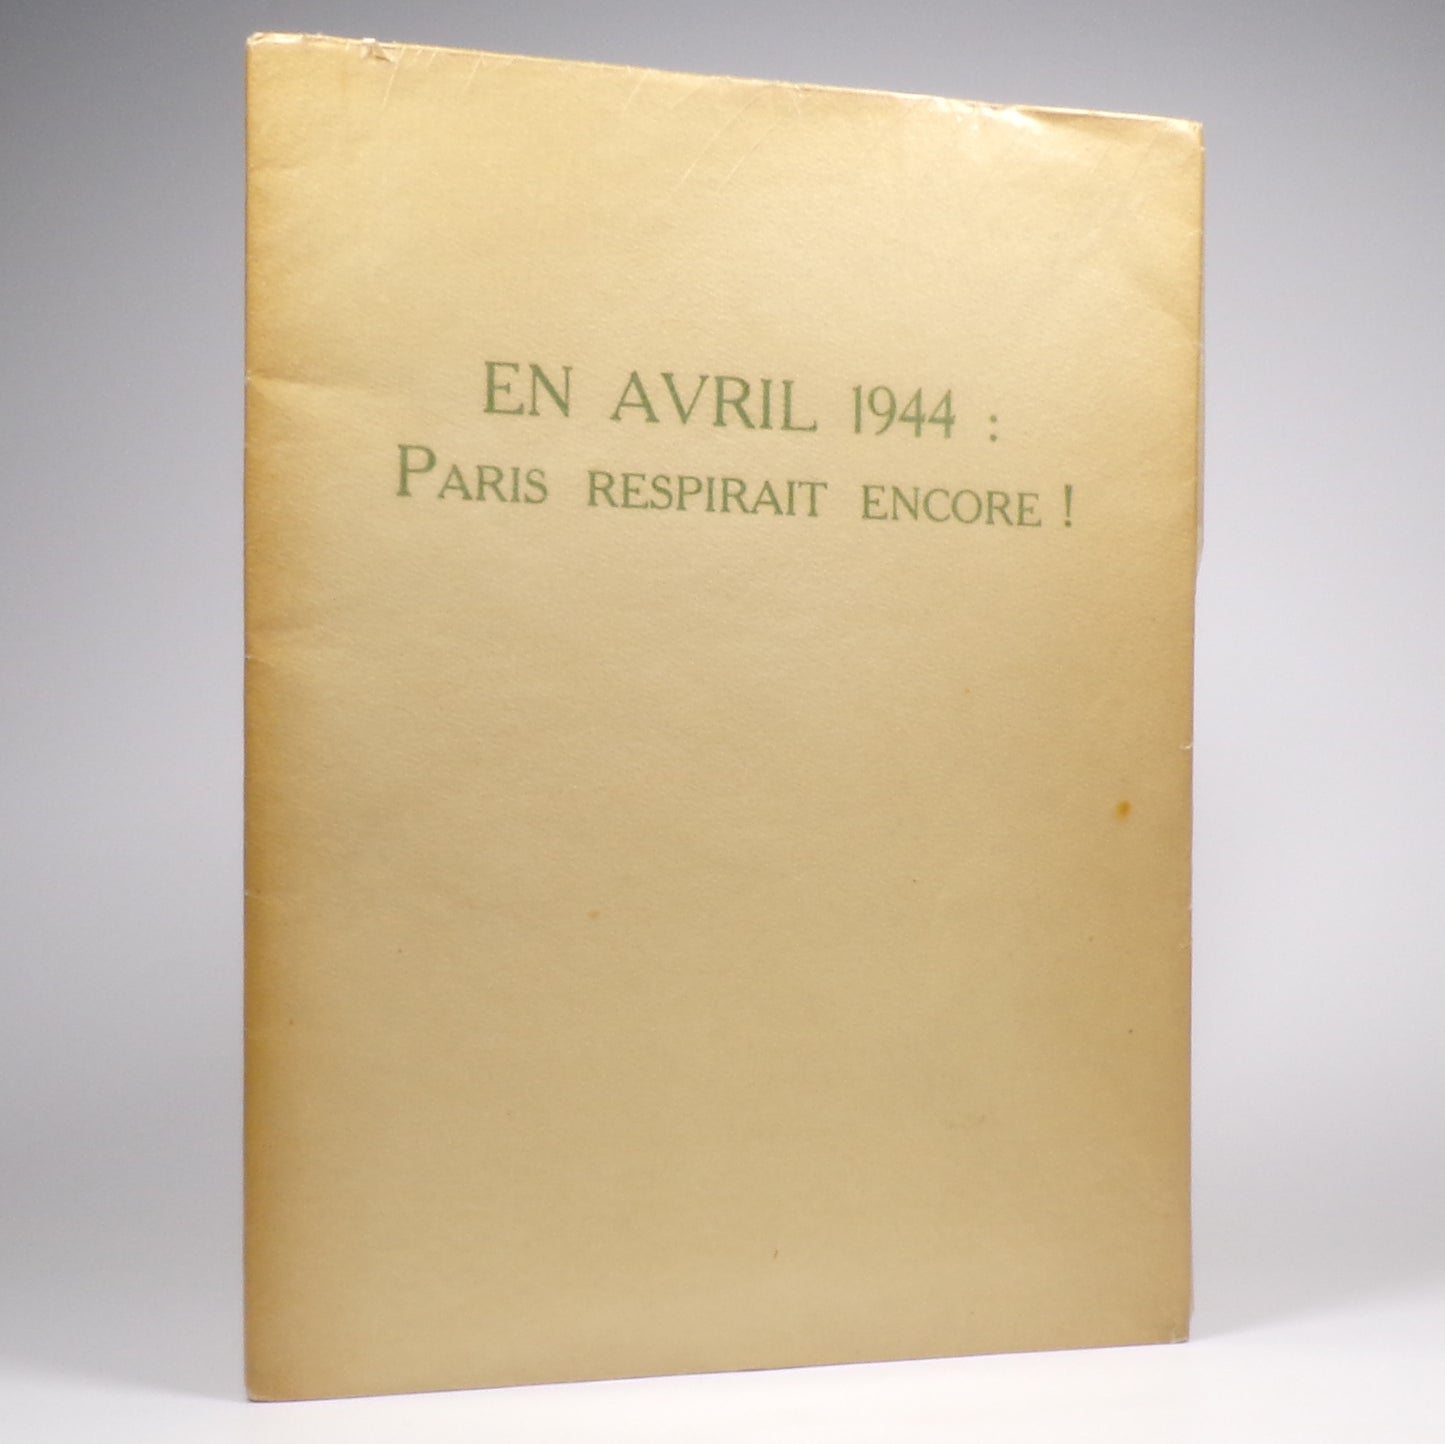 EN AVRIL 1944 :
PARIS RESPIRAIT ENCORE !